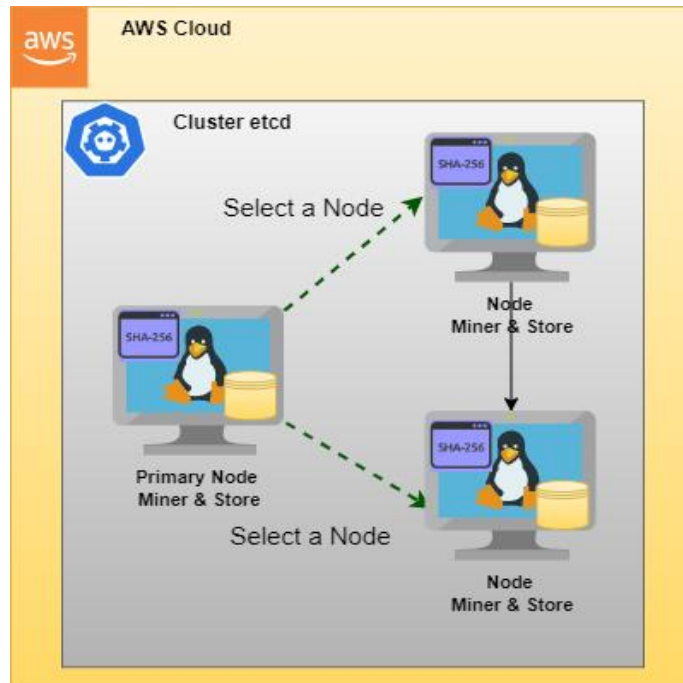 aws
AWS Cloud
Cluster etcd
SHA-256
Select a Node
Node
Miner & Store
SHA-256
Primary Node
Miner & Store
SHA-256
Select a Node
Node
Miner & Store